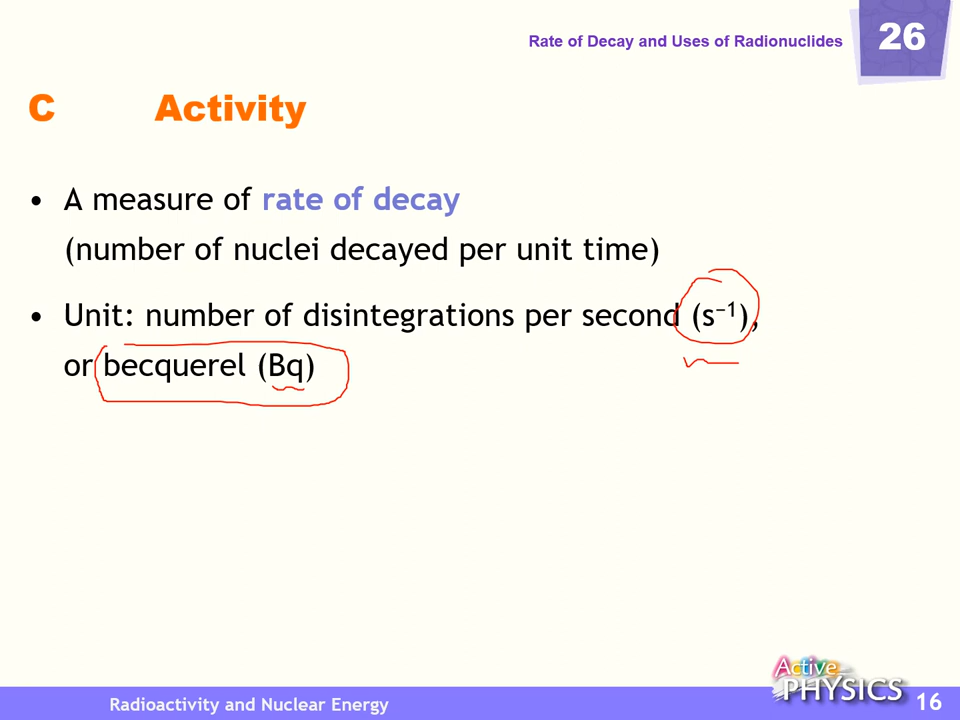 Rate of Decay and Uses of Radionuclides
26
C Activity
• A measure of rate of decay
(number of nuclei decayed per unit time)
• Unit: number of disintegrations per second (s⁻¹),
or becquerel (Bq)
Active
PHYSICS
Radioactivity and Nuclear Energy
16